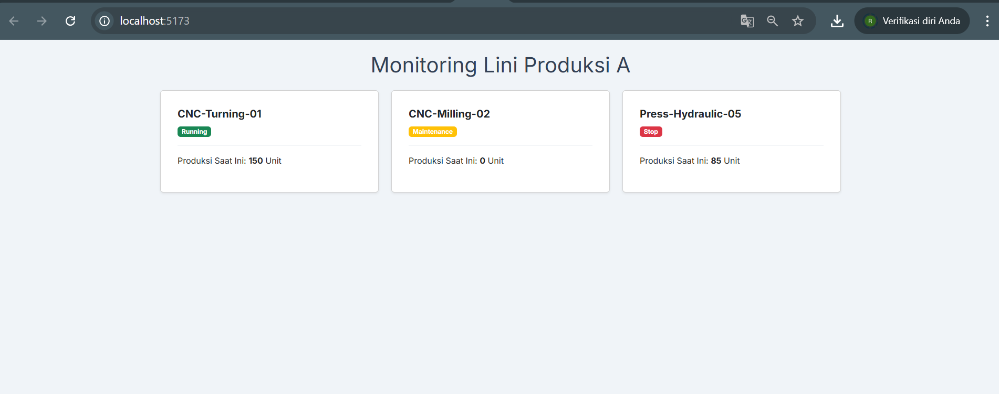 localhost:5173
R Verifikasi diri Anda
Monitoring Lini Produksi A
CNC-Turning-01
Running
Produksi Saat Ini: 150 Unit
CNC-Milling-02
Maintenance
Produksi Saat Ini: 0 Unit
Press-Hydraulic-05
Stop
Produksi Saat Ini: 85 Unit